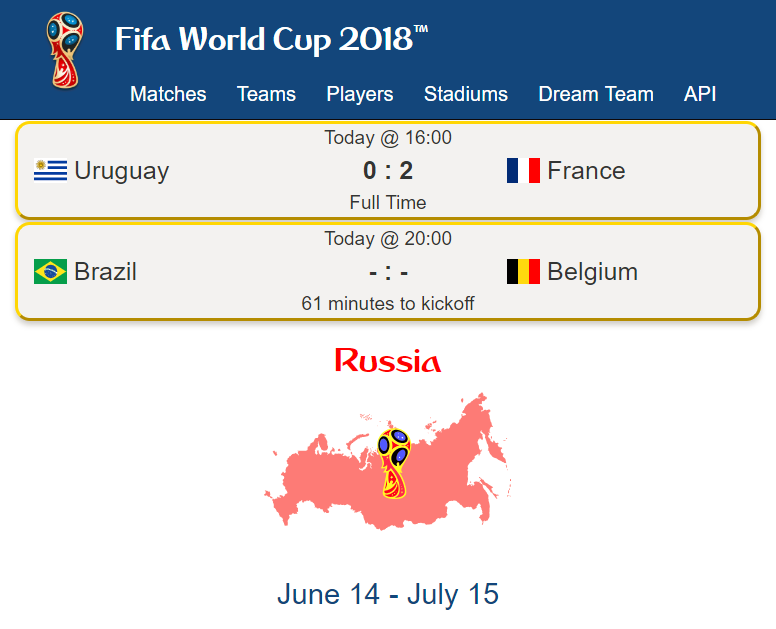 Fifa World Cup 2018™
Matches Teams Players Stadiums Dream Team API
Today @ 16:00
Uruguay 0 : 2 France
Full Time
Today @ 20:00
Brazil - : - Belgium
61 minutes to kickoff
Russia
June 14 - July 15